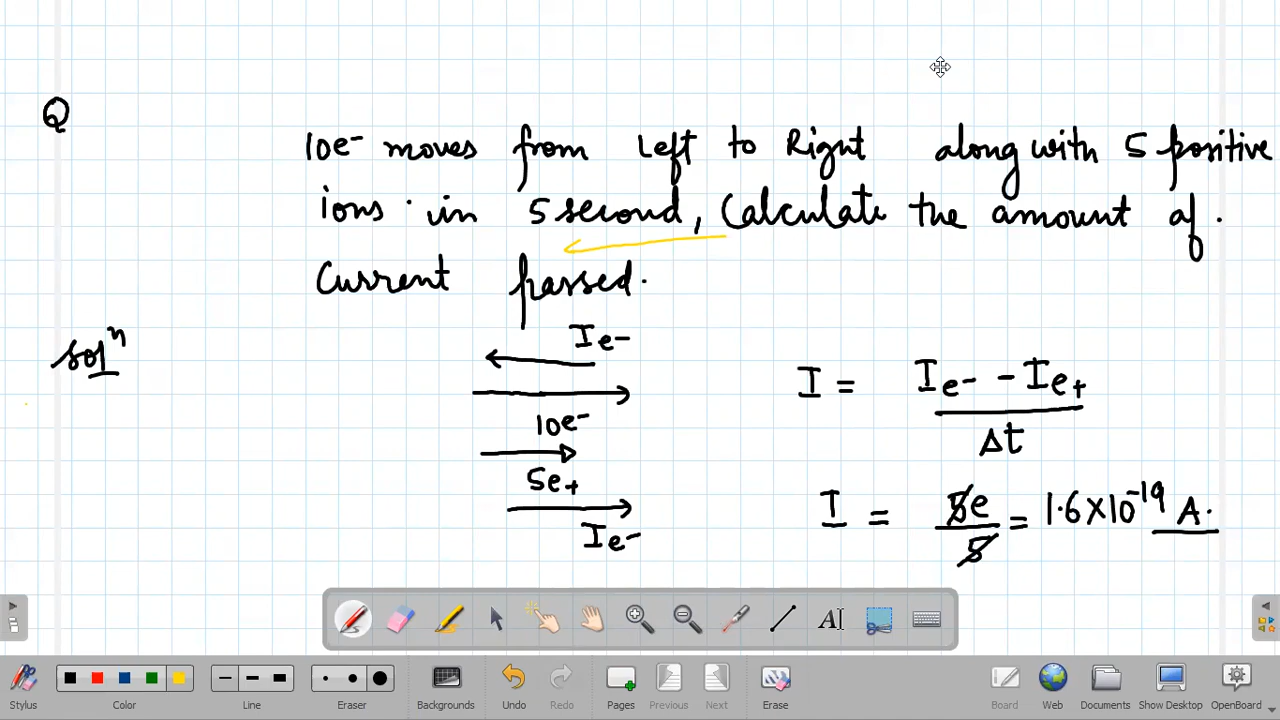 Q
10e⁻ moves from Left to Right along with 5 positive
ions in 5 second, Calculate the amount of
Current passed.
Solⁿ
Ie-
10e⁻
5e+
Ie-
I = Ie- - Ie+
Δt
I = 5e = 1.6×10⁻¹⁹ A.
5
Stylus
Color
Line
Eraser
Backgrounds
Undo
Redo
Pages
Previous
Next
Erase
Board
Web
Documents
Show Desktop
OpenBoard